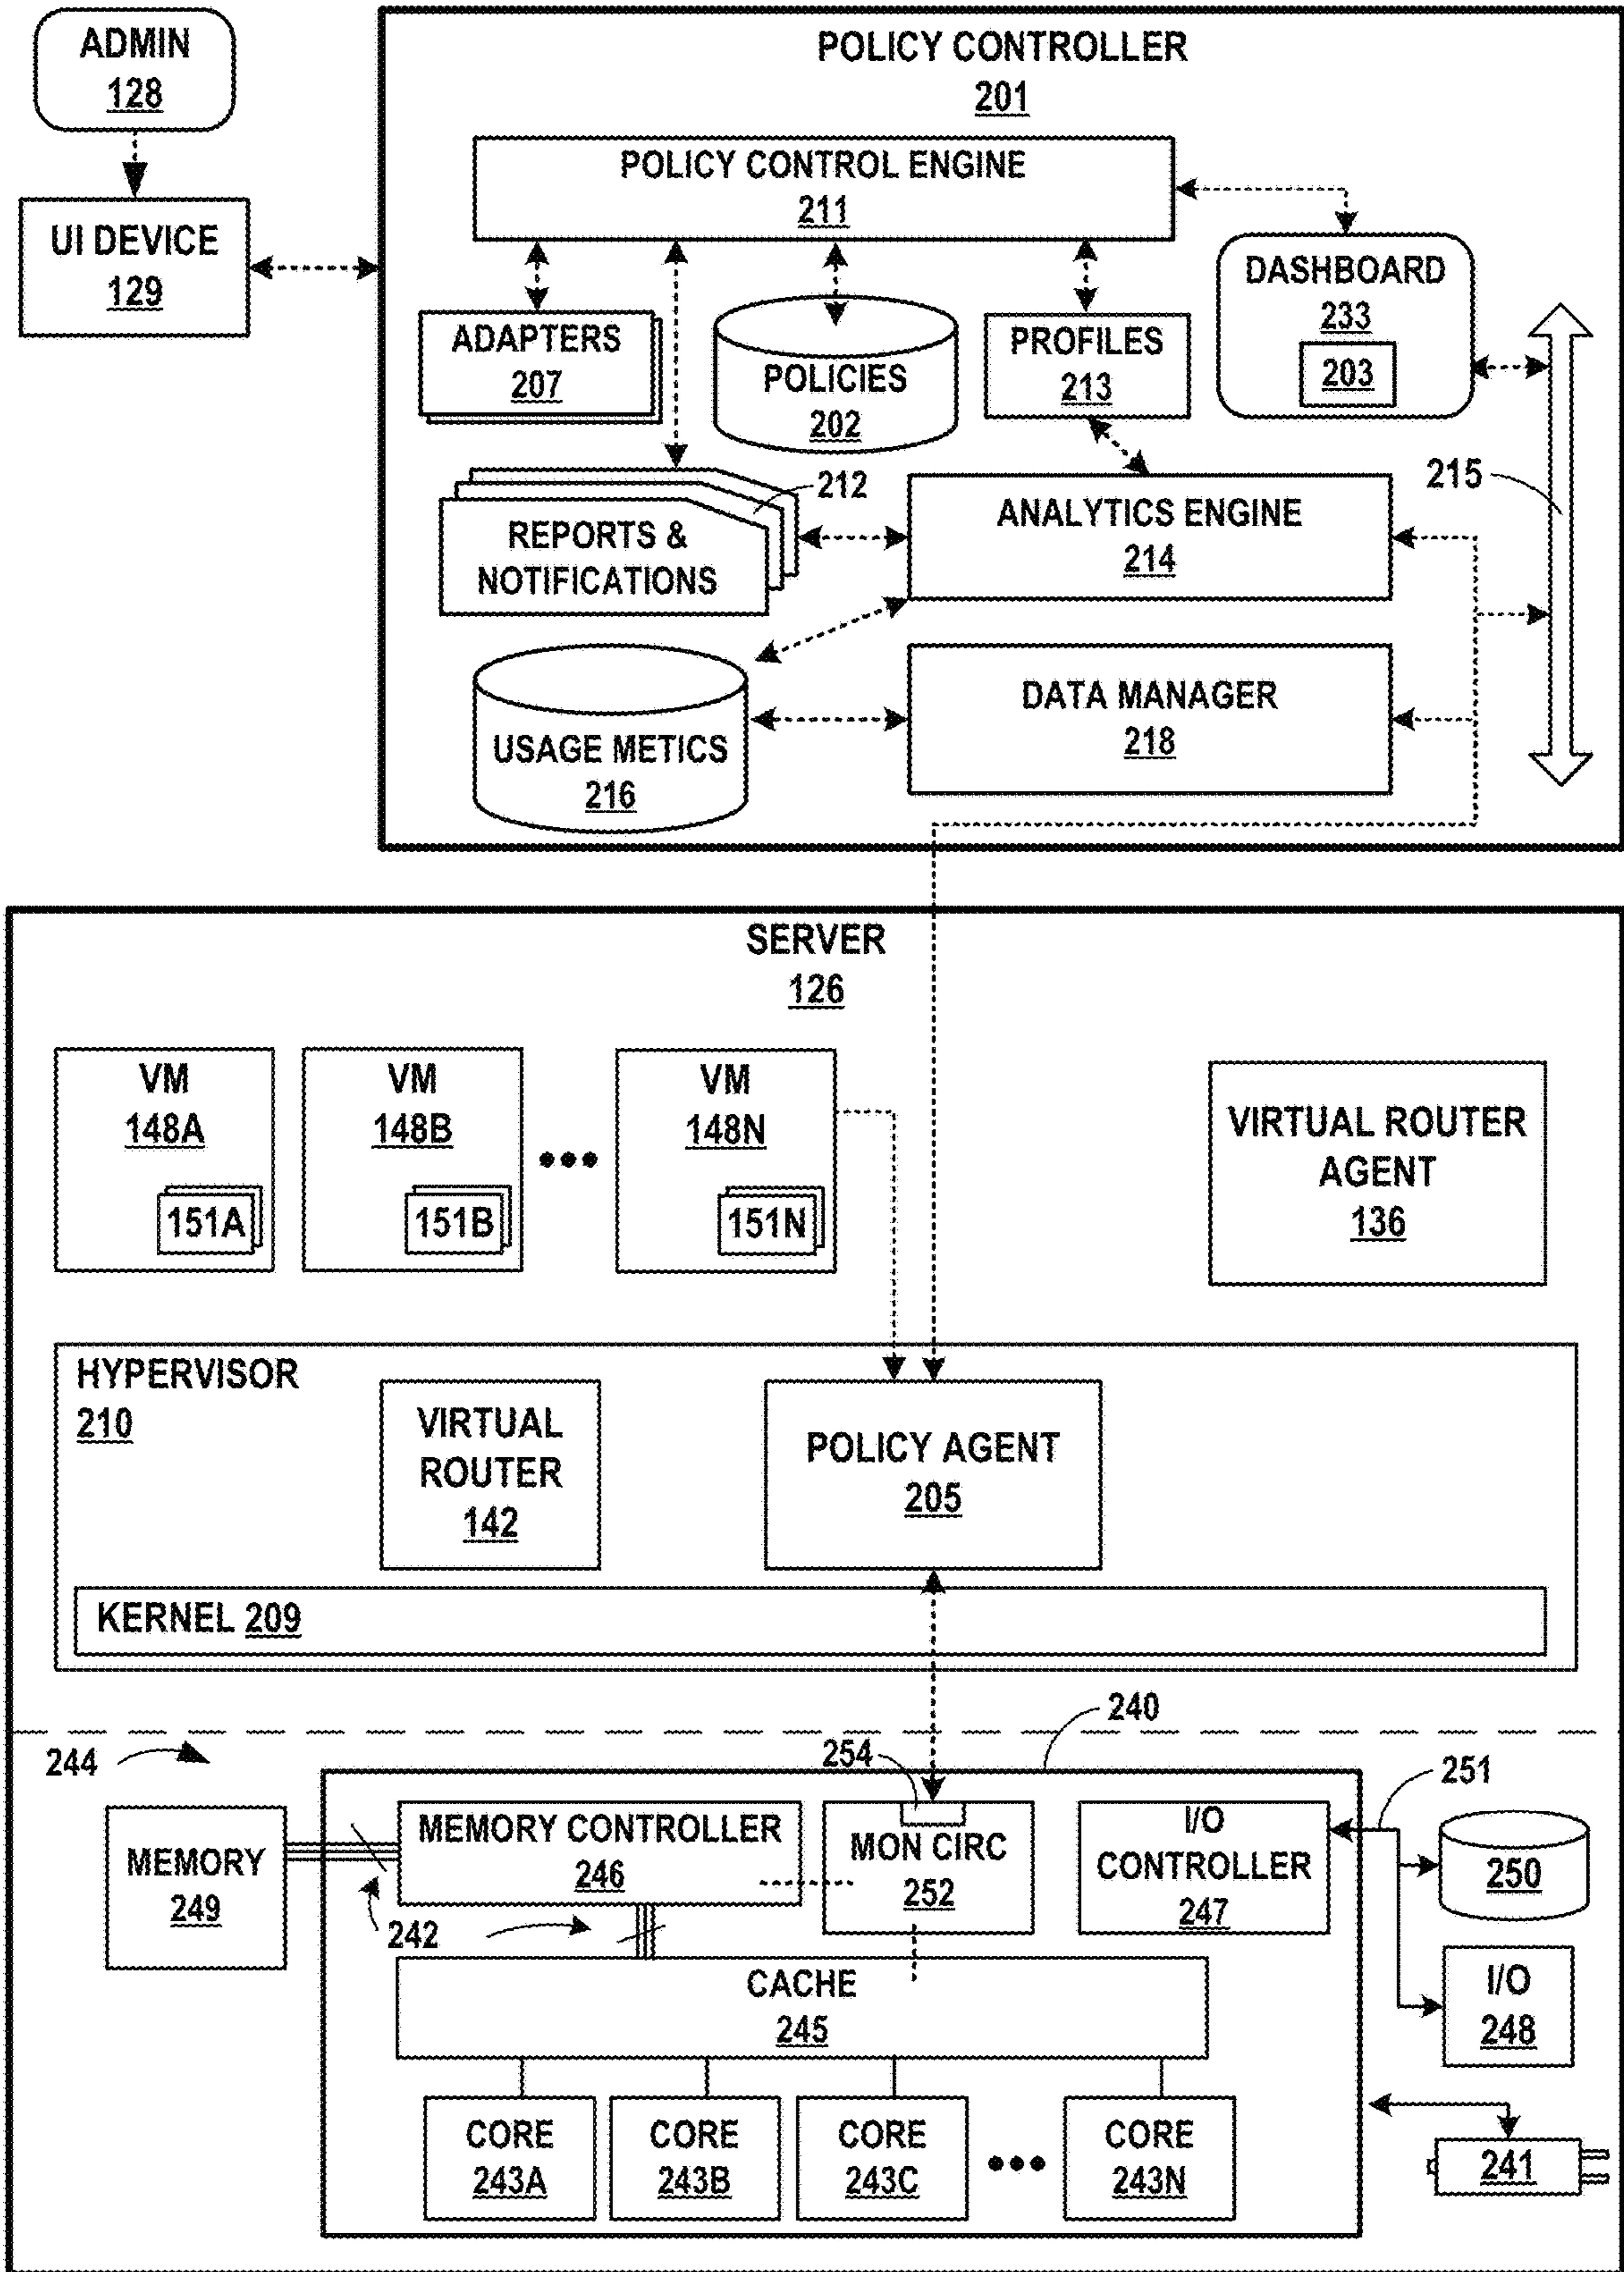 ADMIN
128
UI DEVICE
129
POLICY CONTROLLER
201
POLICY CONTROL ENGINE
211
ADAPTERS
207
POLICIES
202
PROFILES
213
DASHBOARD
233
203
212
REPORTS &
NOTIFICATIONS
ANALYTICS ENGINE
214
215
USAGE METICS
216
DATA MANAGER
218
SERVER
126
VM
148A
151A
VM
148B
151B
VM
148N
151N
VIRTUAL ROUTER
AGENT
136
HYPERVISOR
210
VIRTUAL
ROUTER
142
POLICY AGENT
205
KERNEL 209
240
244
254
251
MEMORY
249
MEMORY CONTROLLER
246
MON CIRC
252
I/O
CONTROLLER
247
250
242
CACHE
245
I/O
248
CORE
243A
CORE
243B
CORE
243C
CORE
243N
241